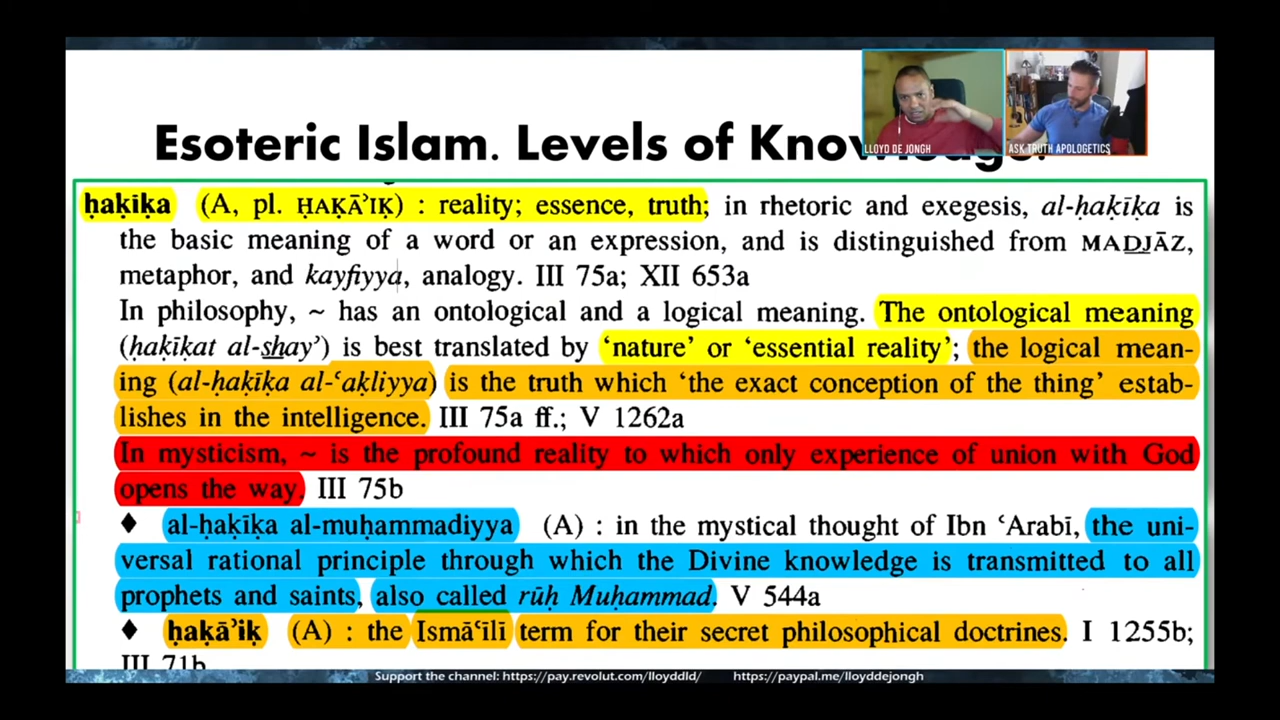 Esoteric Islam. Levels of Knowledge.
LLOYD DE JONGH
ASK TRUTH APOLOGETICS
ḥaḳīḳa (A, pl. ḤAḲĀʾIḲ) : reality; essence, truth; in rhetoric and exegesis, al-ḥaḳīḳa is
the basic meaning of a word or an expression, and is distinguished from MADJĀZ,
metaphor, and kayfiyya, analogy. III 75a; XII 653a
In philosophy, ~ has an ontological and a logical meaning. The ontological meaning
(ḥaḳīḳat al-shayʾ) is best translated by ‘nature’ or ‘essential reality’; the logical mean-
ing (al-ḥaḳīḳa al-ʿaḳliyya) is the truth which ‘the exact conception of the thing’ estab-
lishes in the intelligence. III 75a ff.; V 1262a
In mysticism, ~ is the profound reality to which only experience of union with God
opens the way. III 75b
♦ al-ḥaḳīḳa al-muḥammadiyya (A) : in the mystical thought of Ibn ʿArabī, the uni-
versal rational principle through which the Divine knowledge is transmitted to all
prophets and saints, also called rūḥ Muḥammad. V 544a
♦ ḥaḳāʾiḳ (A) : the Ismāʿīlī term for their secret philosophical doctrines. I 1255b;
III 71b
Support the channel: https://pay.revolut.com/lloyddld/ https://paypal.me/lloyddejongh